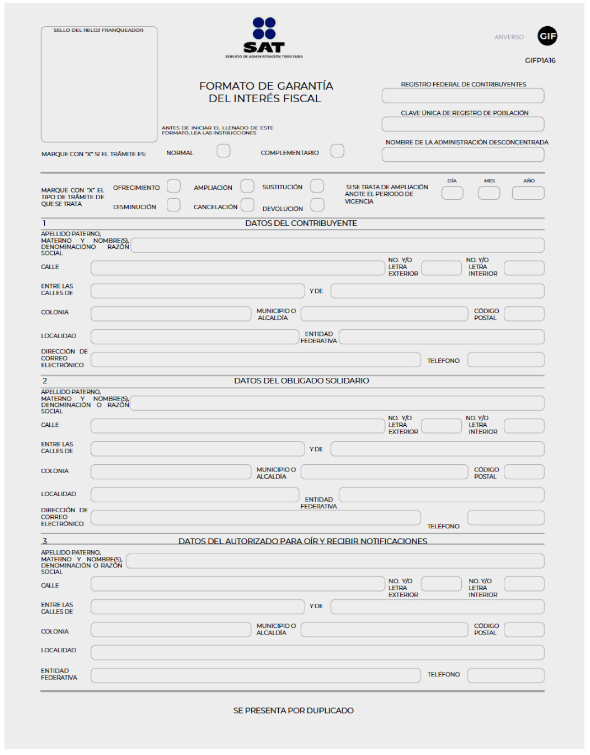 SELLO DEL RELOJ FRANQUEADOR
SAT
SERVICIO DE ADMINISTRACIÓN TRIBUTARIA
ANVERSO
GIF
GIFP1A16
FORMATO DE GARANTÍA
DEL INTERÉS FISCAL
REGISTRO FEDERAL DE CONTRIBUYENTES
CLAVE ÚNICA DE REGISTRO DE POBLACIÓN
ANTES DE INICIAR EL LLENADO DE ESTE
FORMATO, LEA LAS INSTRUCCIONES
NOMBRE DE LA ADMINISTRACIÓN DESCONCENTRADA
MARQUE CON "X" SI EL TRÁMITE ES: NORMAL COMPLEMENTARIO
MARQUE CON "X" EL
TIPO DE TRÁMITE DE
QUE SE TRATA
OFRECIMIENTO AMPLIACIÓN SUSTITUCIÓN
DISMINUCIÓN CANCELACIÓN DEVOLUCIÓN
SI SE TRATA DE AMPLIACIÓN
ANOTE EL PERIODO DE
VIGENCIA
DÍA MES AÑO
1 DATOS DEL CONTRIBUYENTE
APELLIDO PATERNO,
MATERNO Y NOMBRE(S),
DENOMINACIÓNO RAZÓN
SOCIAL
CALLE
NO. Y/O
LETRA
EXTERIOR
NO. Y/O
LETRA
INTERIOR
ENTRE LAS
CALLES DE
Y DE
COLONIA
MUNICIPIO O
ALCALDÍA
CÓDIGO
POSTAL
LOCALIDAD
ENTIDAD
FEDERATIVA
DIRECCIÓN DE
CORREO
ELECTRÓNICO
TELÉFONO
2 DATOS DEL OBLIGADO SOLIDARIO
APELLIDO PATERNO,
MATERNO Y NOMBRE(S),
DENOMINACIÓN O RAZÓN
SOCIAL
CALLE
NO. Y/O
LETRA
EXTERIOR
NO. Y/O
LETRA
INTERIOR
ENTRE LAS
CALLES DE
Y DE
COLONIA
MUNICIPIO O
ALCALDÍA
CÓDIGO
POSTAL
LOCALIDAD
ENTIDAD
FEDERATIVA
DIRECCIÓN DE
CORREO
ELECTRÓNICO
TELÉFONO
3 DATOS DEL AUTORIZADO PARA OÍR Y RECIBIR NOTIFICACIONES
APELLIDO PATERNO,
MATERNO Y NOMBRE(S),
DENOMINACIÓN O RAZÓN
SOCIAL
CALLE
NO. Y/O
LETRA
EXTERIOR
NO. Y/O
LETRA
INTERIOR
ENTRE LAS
CALLES DE
Y DE
COLONIA
MUNICIPIO O
ALCALDÍA
CÓDIGO
POSTAL
LOCALIDAD
ENTIDAD
FEDERATIVA
TELÉFONO
SE PRESENTA POR DUPLICADO